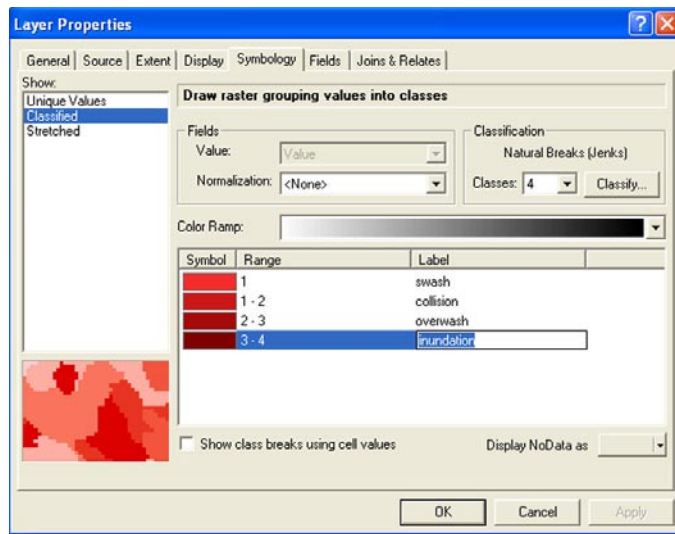 Layer Properties
General Source Extent Display Symbology Fields Joins & Relates
Show:
Unique Values
Classified
Stretched
Draw raster grouping values into classes
Fields
Value: Value
Normalization: <None>
Classification
Natural Breaks (Jenks)
Classes: 4 Classify...
Color Ramp:
Symbol Range Label
1 swash
1 - 2 collision
2 - 3 overwash
3 - 4 inundation
Show class breaks using cell values Display NoData as
OK Cancel Apply